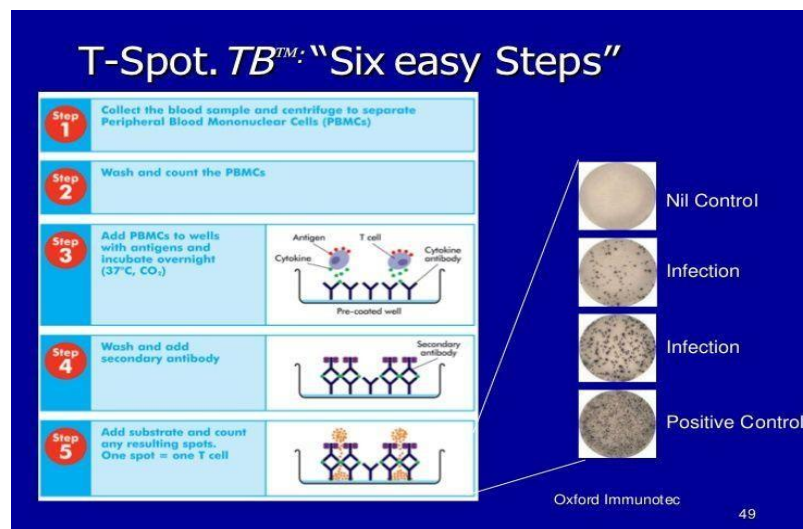 T-Spot.TB™: “Six easy Steps”
Step
1
Collect the blood sample and centrifuge to separate
Peripheral Blood Mononuclear Cells (PBMCs)
Step
2
Wash and count the PBMCs
Step
3
Add PBMCs to wells
with antigens and
incubate overnight
(37°C, CO₂)
Antigen
T cell
Cytokine
Cytokine
antibody
Pre-coated well
Step
4
Wash and add
secondary antibody
Secondary
antibody
Step
5
Add substrate and count
any resulting spots.
One spot = one T cell
Nil Control
Infection
Infection
Positive Control
Oxford Immunotec
49